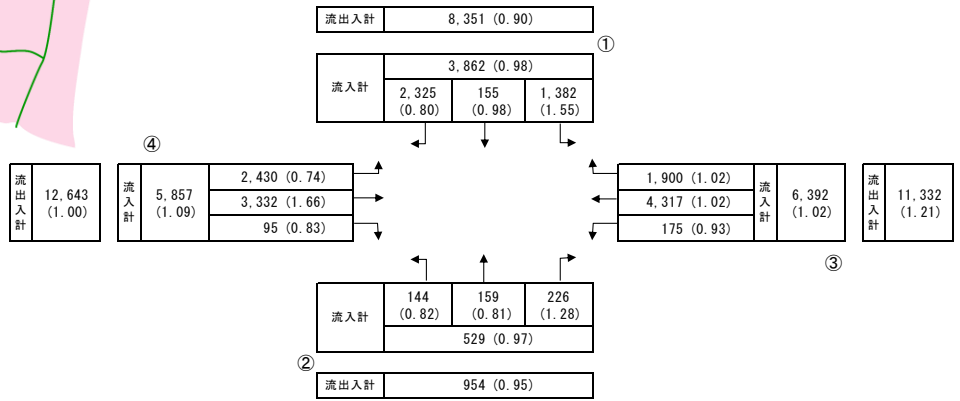 流出入計 8,351 (0.90)
①
流入計 3,862 (0.98)
2,325 155 1,382
(0.80) (0.98) (1.55)
④
流出入計 12,643 (1.00)
流入計 5,857 (1.09)
2,430 (0.74)
3,332 (1.66)
95 (0.83)
1,900 (1.02)
4,317 (1.02)
175 (0.93)
流入計 6,392 (1.02)
流出入計 11,332 (1.21)
③
144 159 226
(0.82) (0.81) (1.28)
流入計 529 (0.97)
②
流出入計 954 (0.95)